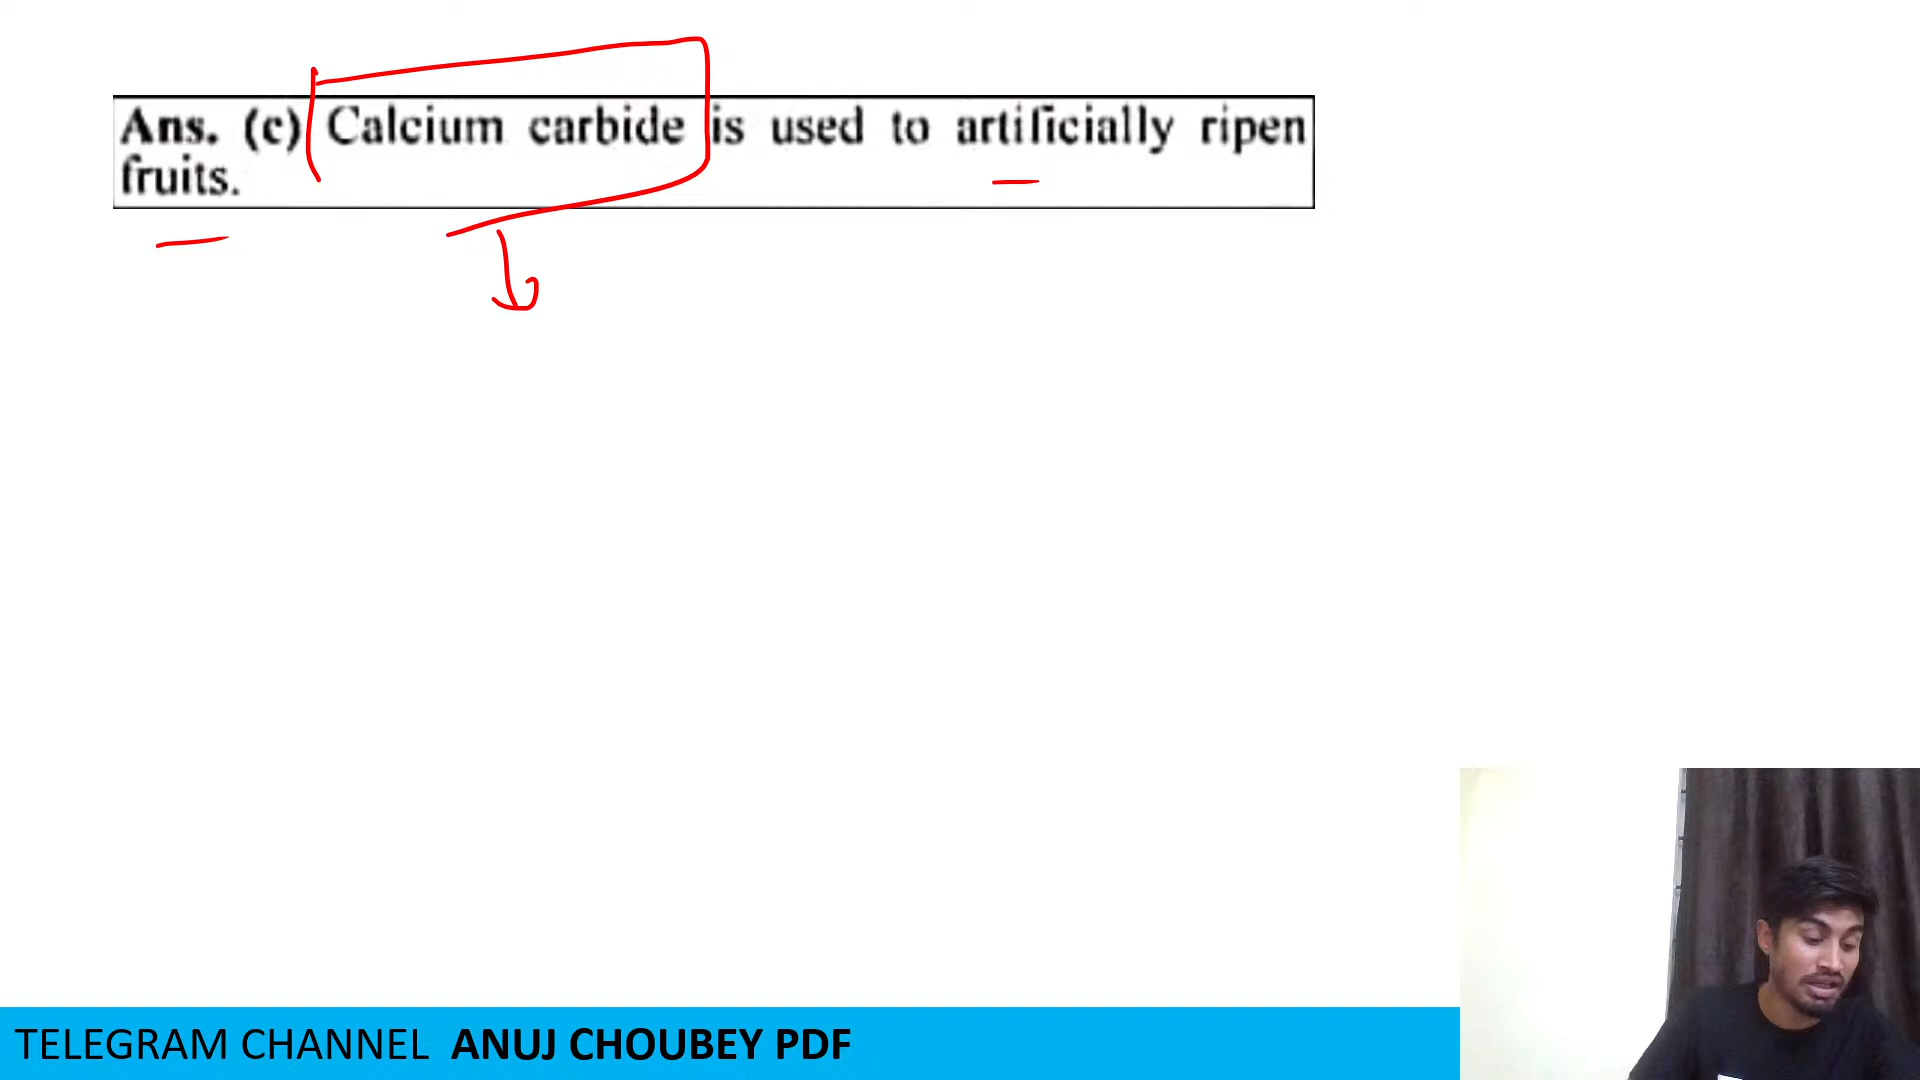 Ans. (c) Calcium carbide is used to artificially ripen
fruits.
TELEGRAM CHANNEL ANUJ CHOUBEY PDF